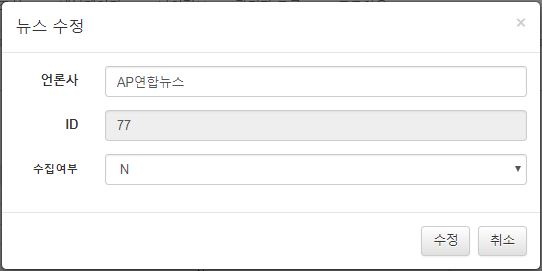 뉴스 수정 ×
언론사 AP연합뉴스
ID 77
수집여부 N
수정 취소